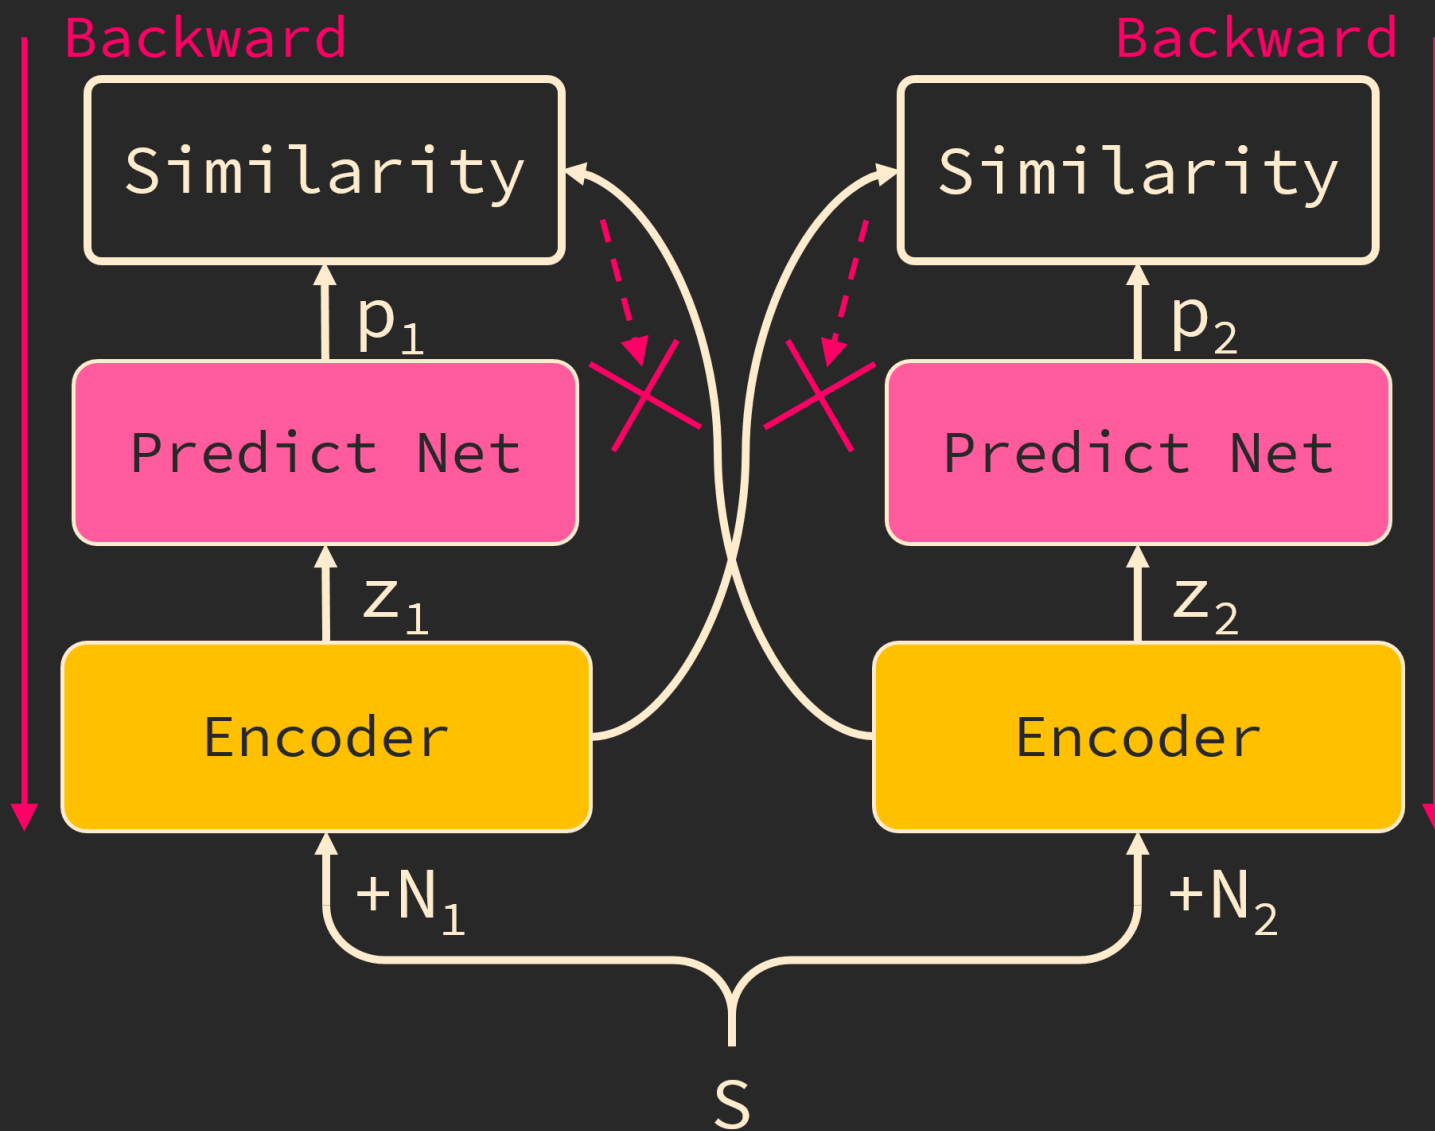 Backward
Backward
Similarity
Similarity
p₁
p₂
Predict Net
Predict Net
z₁
z₂
Encoder
Encoder
+N₁
+N₂
S